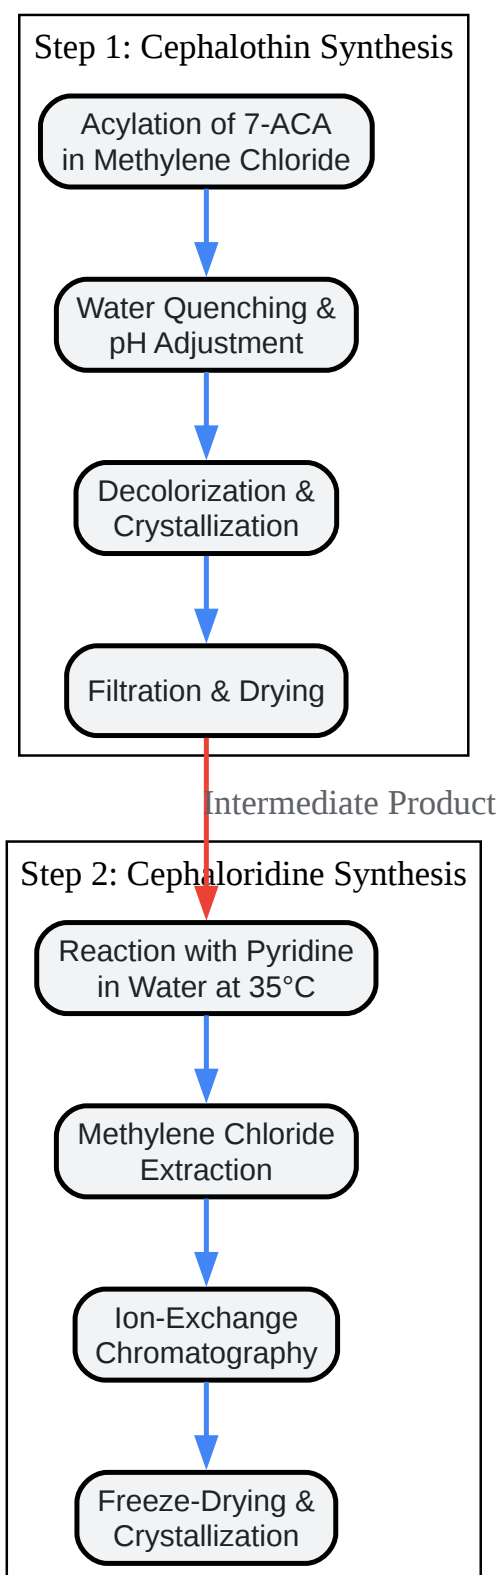 Step 1: Cephalothin Synthesis
Acylation of 7-ACA
in Methylene Chloride
Water Quenching &
pH Adjustment
Decolorization &
Crystallization
Filtration & Drying
Intermediate Product
Step 2: Cephaloridine Synthesis
Reaction with Pyridine
in Water at 35°C
Methylene Chloride
Extraction
Ion-Exchange
Chromatography
Freeze-Drying &
Crystallization